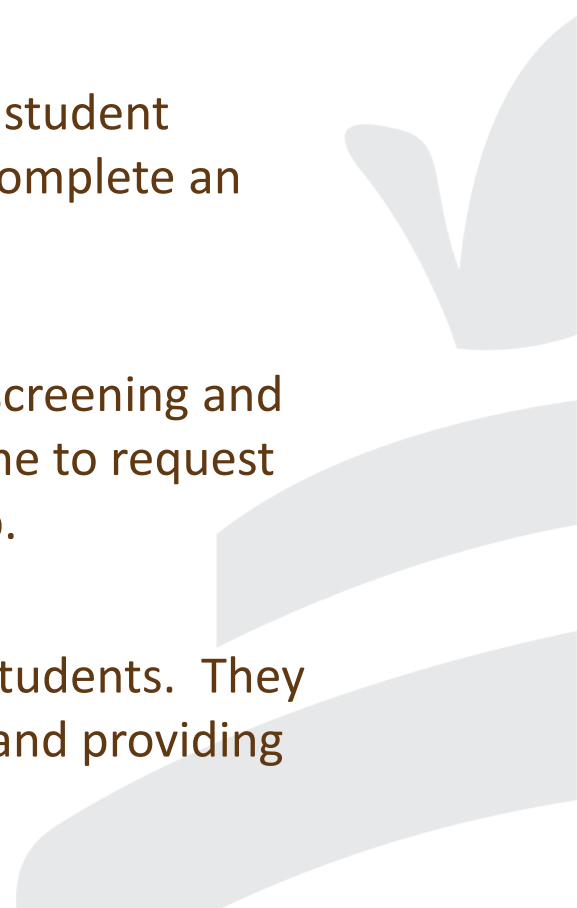 student
omplete an
creening and
ne to request
.
tudents.  They
and providing